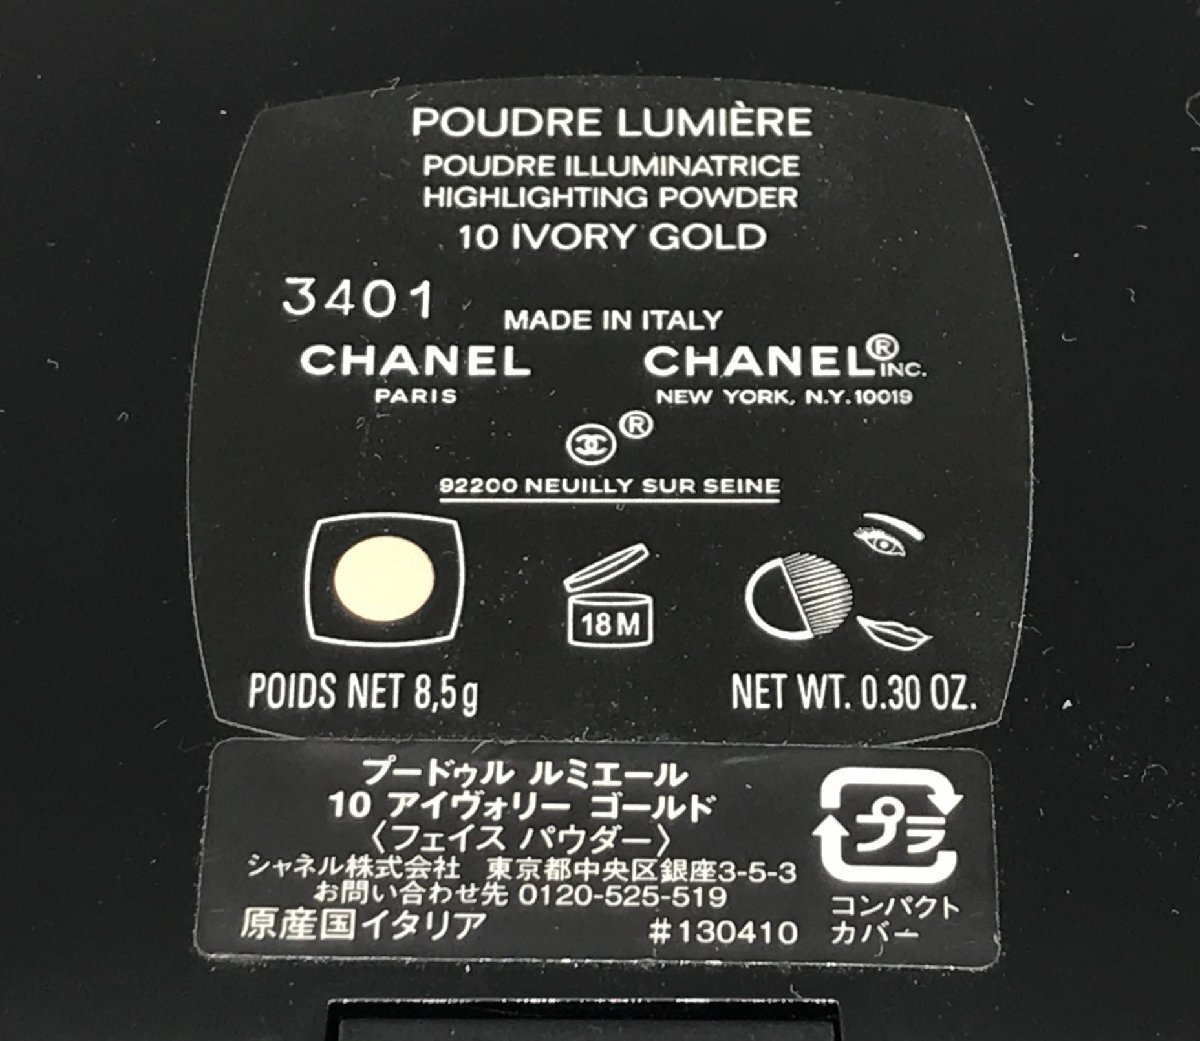 POUDRE LUMIÈRE
POUDRE ILLUMINATRICE
HIGHLIGHTING POWDER
10 IVORY GOLD
3401
MADE IN ITALY
CHANEL
PARIS
CHANEL® INC.
NEW YORK, N.Y. 10019
®
92200 NEUILLY SUR SEINE
18 M
POIDS NET 8,5 g
NET WT. 0.30 OZ.
プードゥル ルミエール
10 アイヴォリー ゴールド
〈フェイス パウダー〉
シャネル株式会社 東京都中央区銀座3-5-3
お問い合わせ先 0120-525-519
原産国イタリア
#130410
プラ
コンパクト
カバー